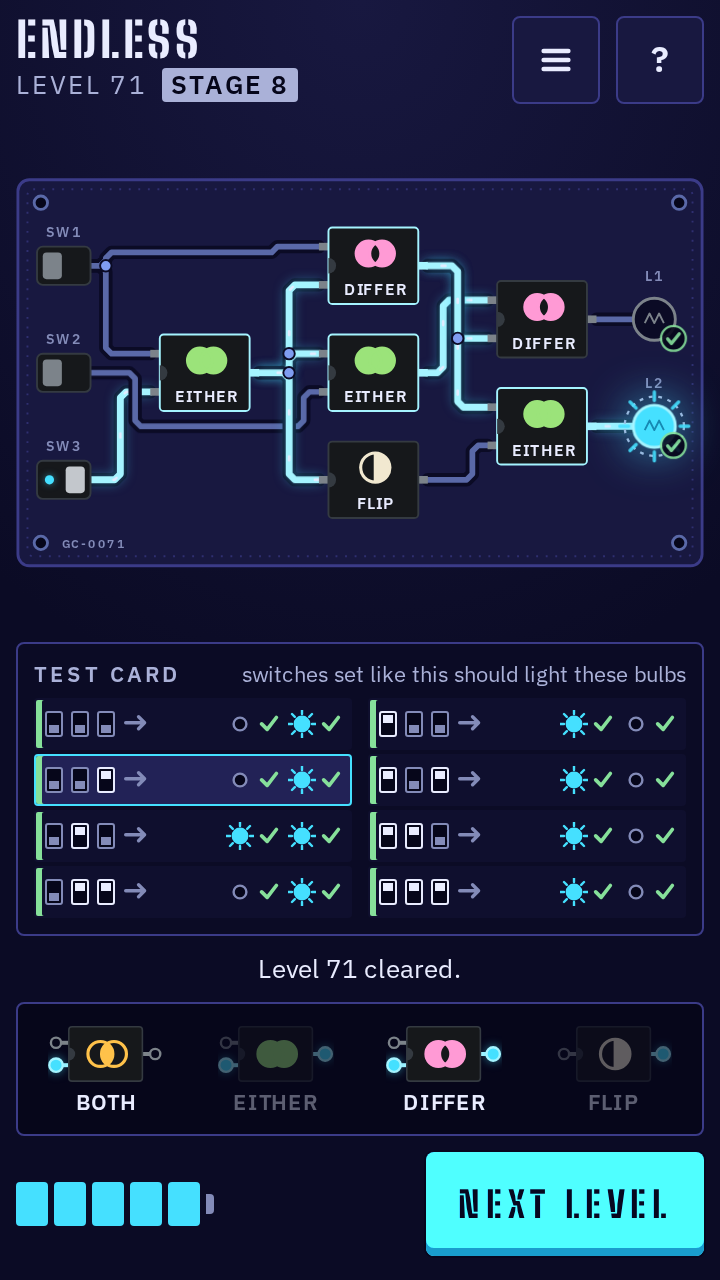 ENDLESS
LEVEL 71 STAGE 8
?
SW1
DIFFER
L1
SW2
EITHER
EITHER
DIFFER
L2
SW3
FLIP
EITHER
GC-0071
TEST CARD switches set like this should light these bulbs
Level 71 cleared.
BOTH EITHER DIFFER FLIP
NEXT LEVEL